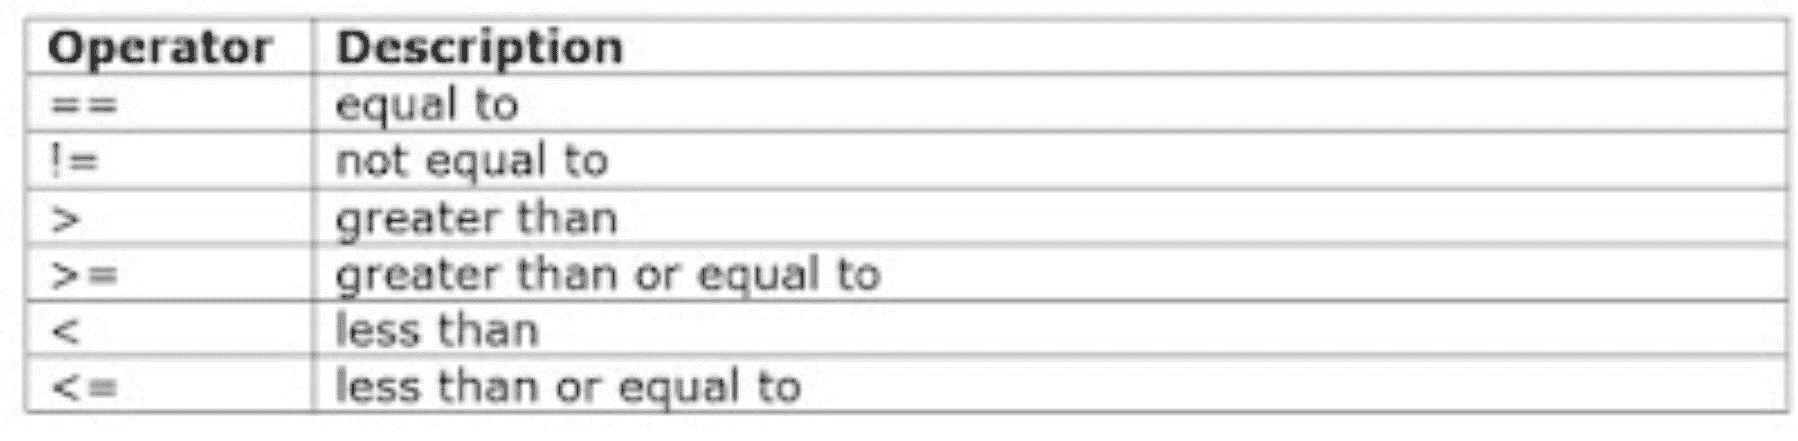 Operator Description
== equal to
!= not equal to
> greater than
>= greater than or equal to
< less than
<= less than or equal to